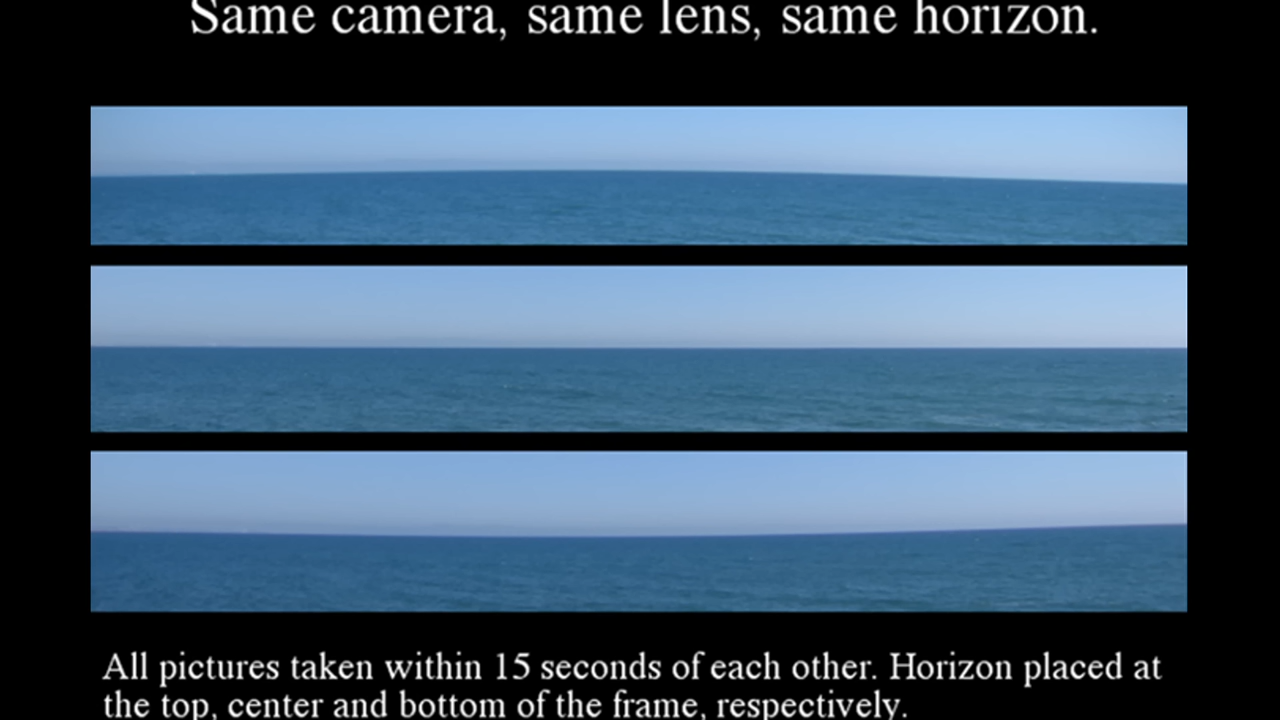 Same camera, same lens, same horizon.
All pictures taken within 15 seconds of each other. Horizon placed at
the top, center and bottom of the frame, respectively.